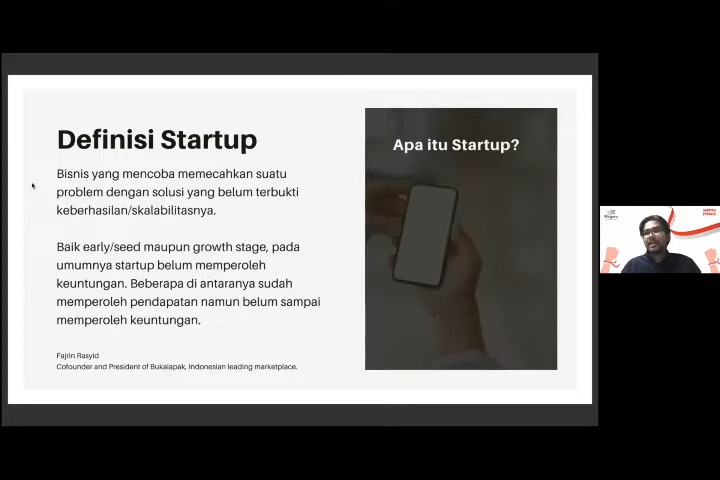 Definisi Startup
Bisnis yang mencoba memecahkan suatu
problem dengan solusi yang belum terbukti
keberhasilan/skalabilitasnya.
Baik early/seed maupun growth stage, pada
umumnya startup belum memperoleh
keuntungan. Beberapa di antaranya sudah
memperoleh pendapatan namun belum sampai
memperoleh keuntungan.
Fajrin Rasyid
Cofounder and President of Bukalapak, Indonesian leading marketplace.
Apa itu Startup?